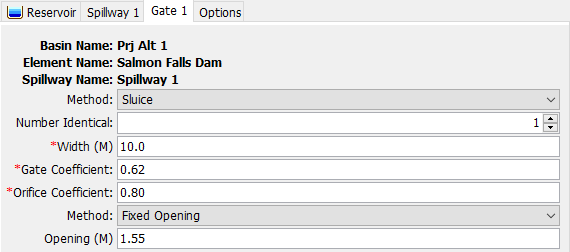 Reservoir Spillway 1 Gate 1 Options
Basin Name: Prj Alt 1
Element Name: Salmon Falls Dam
Spillway Name: Spillway 1
Method: Sluice
Number Identical: 1
*Width (M) 10.0
*Gate Coefficient: 0.62
*Orifice Coefficient: 0.80
Method: Fixed Opening
Opening (M) 1.55